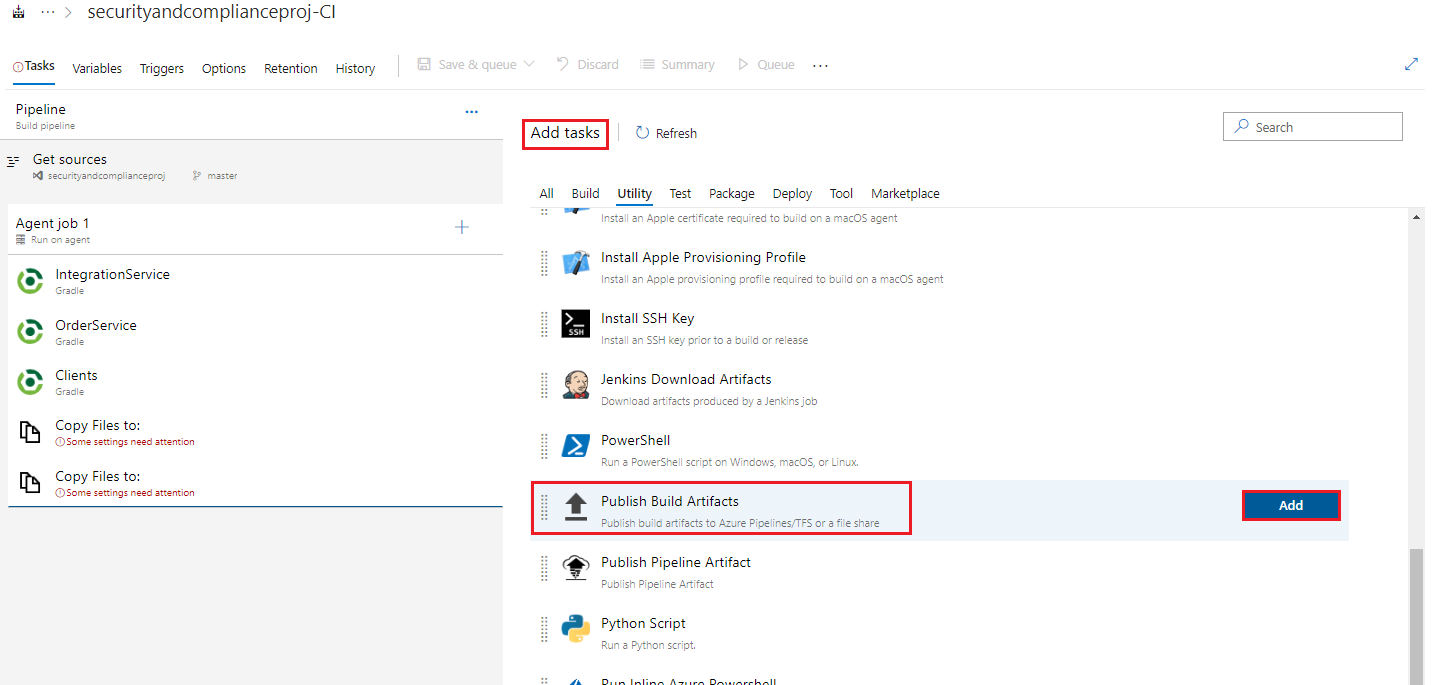 ··· > securityandcomplianceproj-CI
Tasks Variables Triggers Options Retention History Save & queue Discard Summary Queue ···
Pipeline ···
Build pipeline
Get sources
securityandcomplianceproj master
Agent job 1 +
Run on agent
IntegrationService
Gradle
OrderService
Gradle
Clients
Gradle
Copy Files to:
Some settings need attention
Copy Files to:
Some settings need attention
Add tasks Refresh Search
All Build Utility Test Package Deploy Tool Marketplace
Install an Apple certificate required to build on a macOS agent
Install Apple Provisioning Profile
Install an Apple provisioning profile required to build on a macOS agent
SSH
Install SSH Key
Install an SSH key prior to a build or release
Jenkins Download Artifacts
Download artifacts produced by a Jenkins job
PowerShell
Run a PowerShell script on Windows, macOS, or Linux.
Publish Build Artifacts
Publish build artifacts to Azure Pipelines/TFS or a file share
Add
Publish Pipeline Artifact
Publish Pipeline Artifact
Python Script
Run a Python script.
Run Inline Azure Powershell